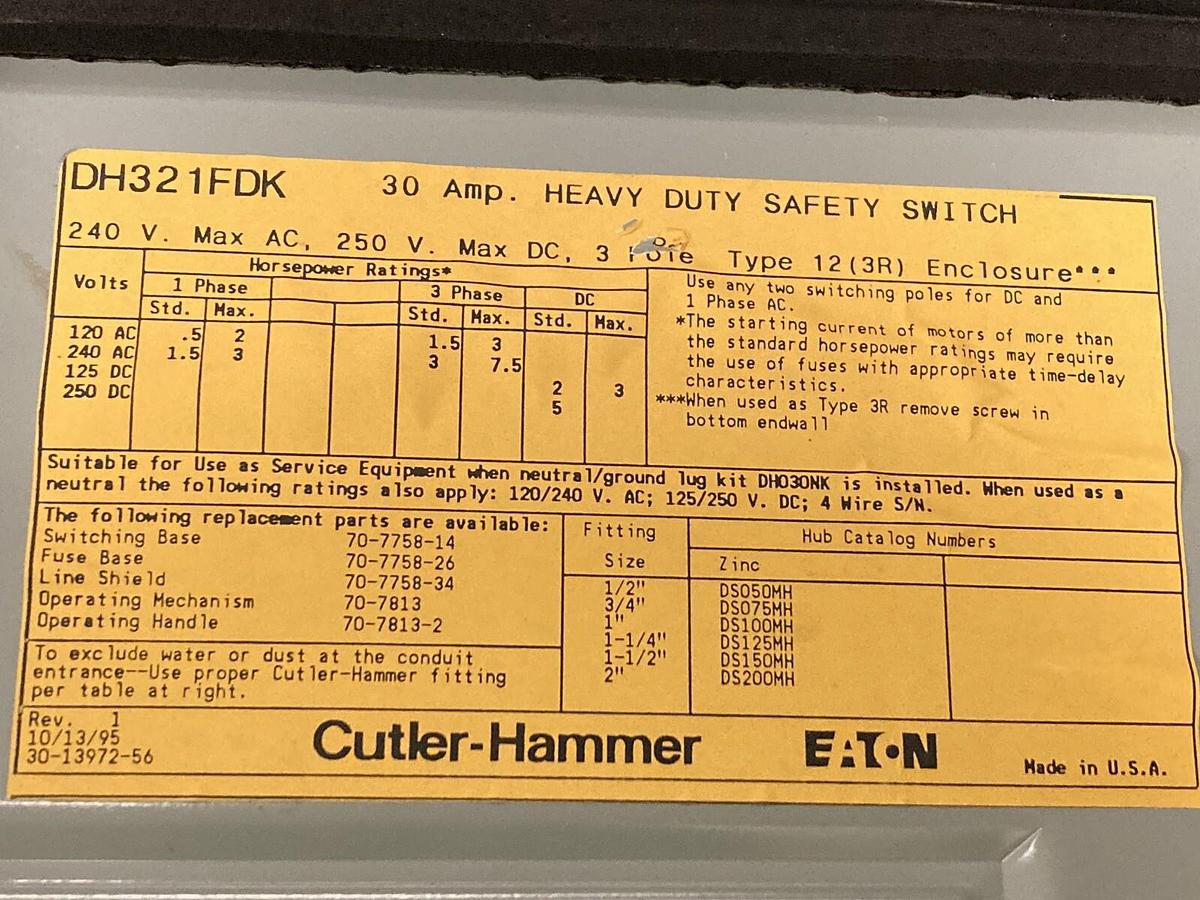 DH321FDK 30 Amp. HEAVY DUTY SAFETY SWITCH
240 V. Max AC, 250 V. Max DC, 3 Pole Type 12(3R) Enclosure***
Horsepower Ratings*
Volts 1 Phase 3 Phase DC
Std. Max. Std. Max. Std. Max.
120 AC .5 2 1.5 3
240 AC 1.5 3 3 7.5
125 DC 2 3
250 DC 5
Use any two switching poles for DC and
1 Phase AC.
*The starting current of motors of more than
the standard horsepower ratings may require
the use of fuses with appropriate time-delay
characteristics.
***When used as Type 3R remove screw in
bottom endwall
Suitable for Use as Service Equipment when neutral/ground lug kit DH030NK is installed. When used as a
neutral the following ratings also apply: 120/240 V. AC; 125/250 V. DC; 4 Wire S/N.
The following replacement parts are available:
Switching Base 70-7758-14
Fuse Base 70-7758-26
Line Shield 70-7758-34
Operating Mechanism 70-7813
Operating Handle 70-7813-2
To exclude water or dust at the conduit
entrance--Use proper Cutler-Hammer fitting
per table at right.
Fitting Hub Catalog Numbers
Size Zinc
1/2" DS050MH
3/4" DS075MH
1" DS100MH
1-1/4" DS125MH
1-1/2" DS150MH
2" DS200MH
Rev. 1
10/13/95
30-13972-56
Cutler-Hammer
EATON
Made in U.S.A.